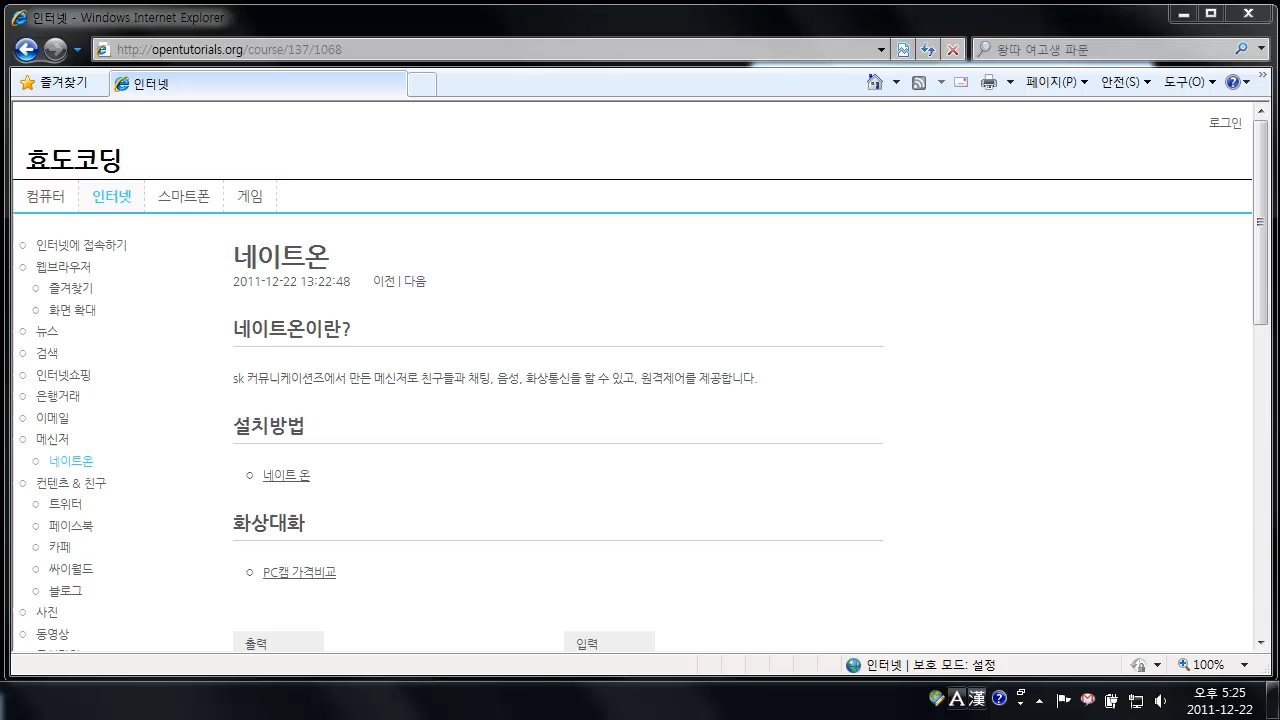 인터넷 - Windows Internet Explorer
http://opentutorials.org/course/137/1068
왕따 여고생 파문
즐겨찾기
인터넷
페이지(P)
안전(S)
도구(O)
로그인
효도코딩
컴퓨터
인터넷
스마트폰
게임
인터넷에 접속하기
웹브라우저
즐겨찾기
화면 확대
뉴스
검색
인터넷쇼핑
은행거래
이메일
메신저
네이트온
컨텐츠 & 친구
트위터
페이스북
카페
싸이월드
블로그
사진
동영상
네이트온
2011-12-22 13:22:48 이전 | 다음
네이트온이란?
sk 커뮤니케이션즈에서 만든 메신저로 친구들과 채팅, 음성, 화상통신을 할 수 있고, 원격제어를 제공합니다.
설치방법
네이트 온
화상대화
PC캠 가격비교
출력
입력
인터넷 | 보호 모드: 설정
100%
A 漢
오후 5:25
2011-12-22